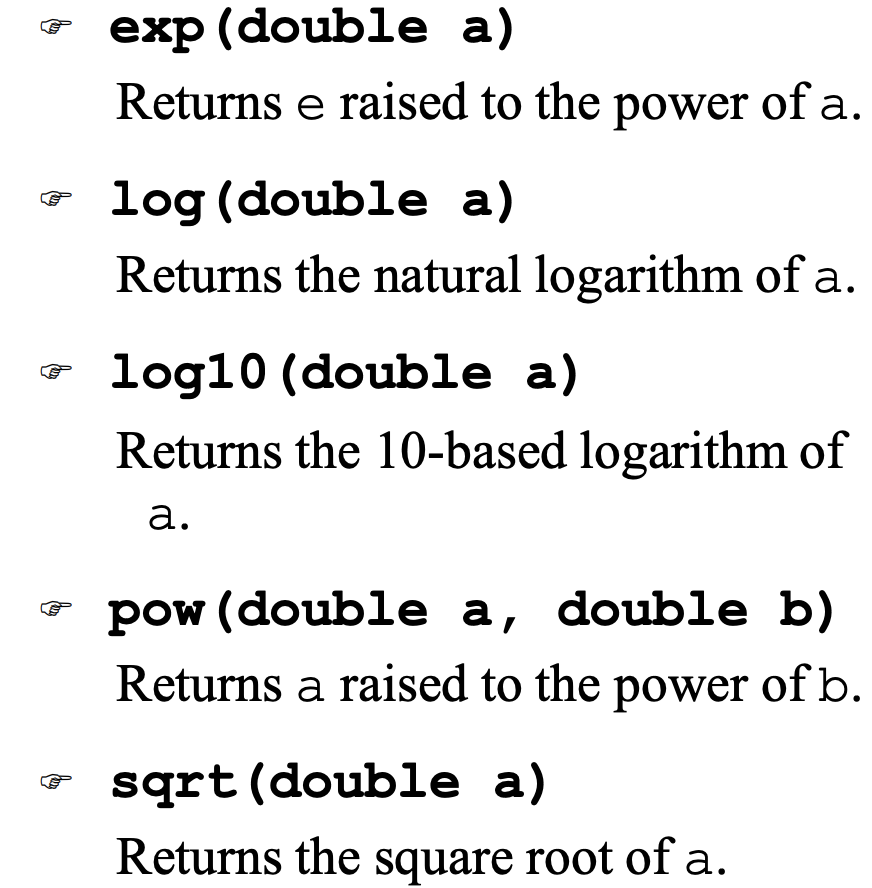 ☞ exp(double a)
Returns e raised to the power of a.
☞ log(double a)
Returns the natural logarithm of a.
☞ log10(double a)
Returns the 10-based logarithm of
a.
☞ pow(double a, double b)
Returns a raised to the power of b.
☞ sqrt(double a)
Returns the square root of a.